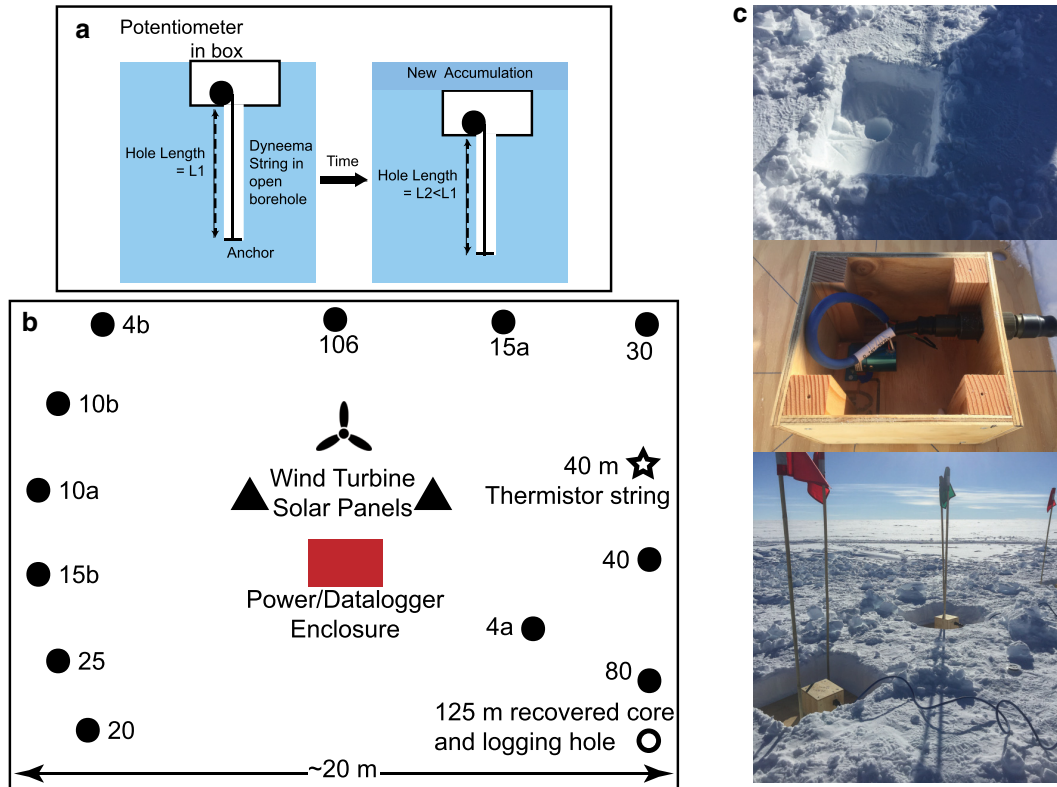 a
Potentiometer
in box
Hole Length
= L1
Dyneema
String in
open
borehole
Anchor
Time
New Accumulation
Hole Length
= L2<L1
b
4b
106
15a
30
10b
10a
15b
25
20
Wind Turbine
Solar Panels
Power/Datalogger
Enclosure
40 m
Thermistor string
40
4a
80
125 m recovered core
and logging hole
~20 m
c